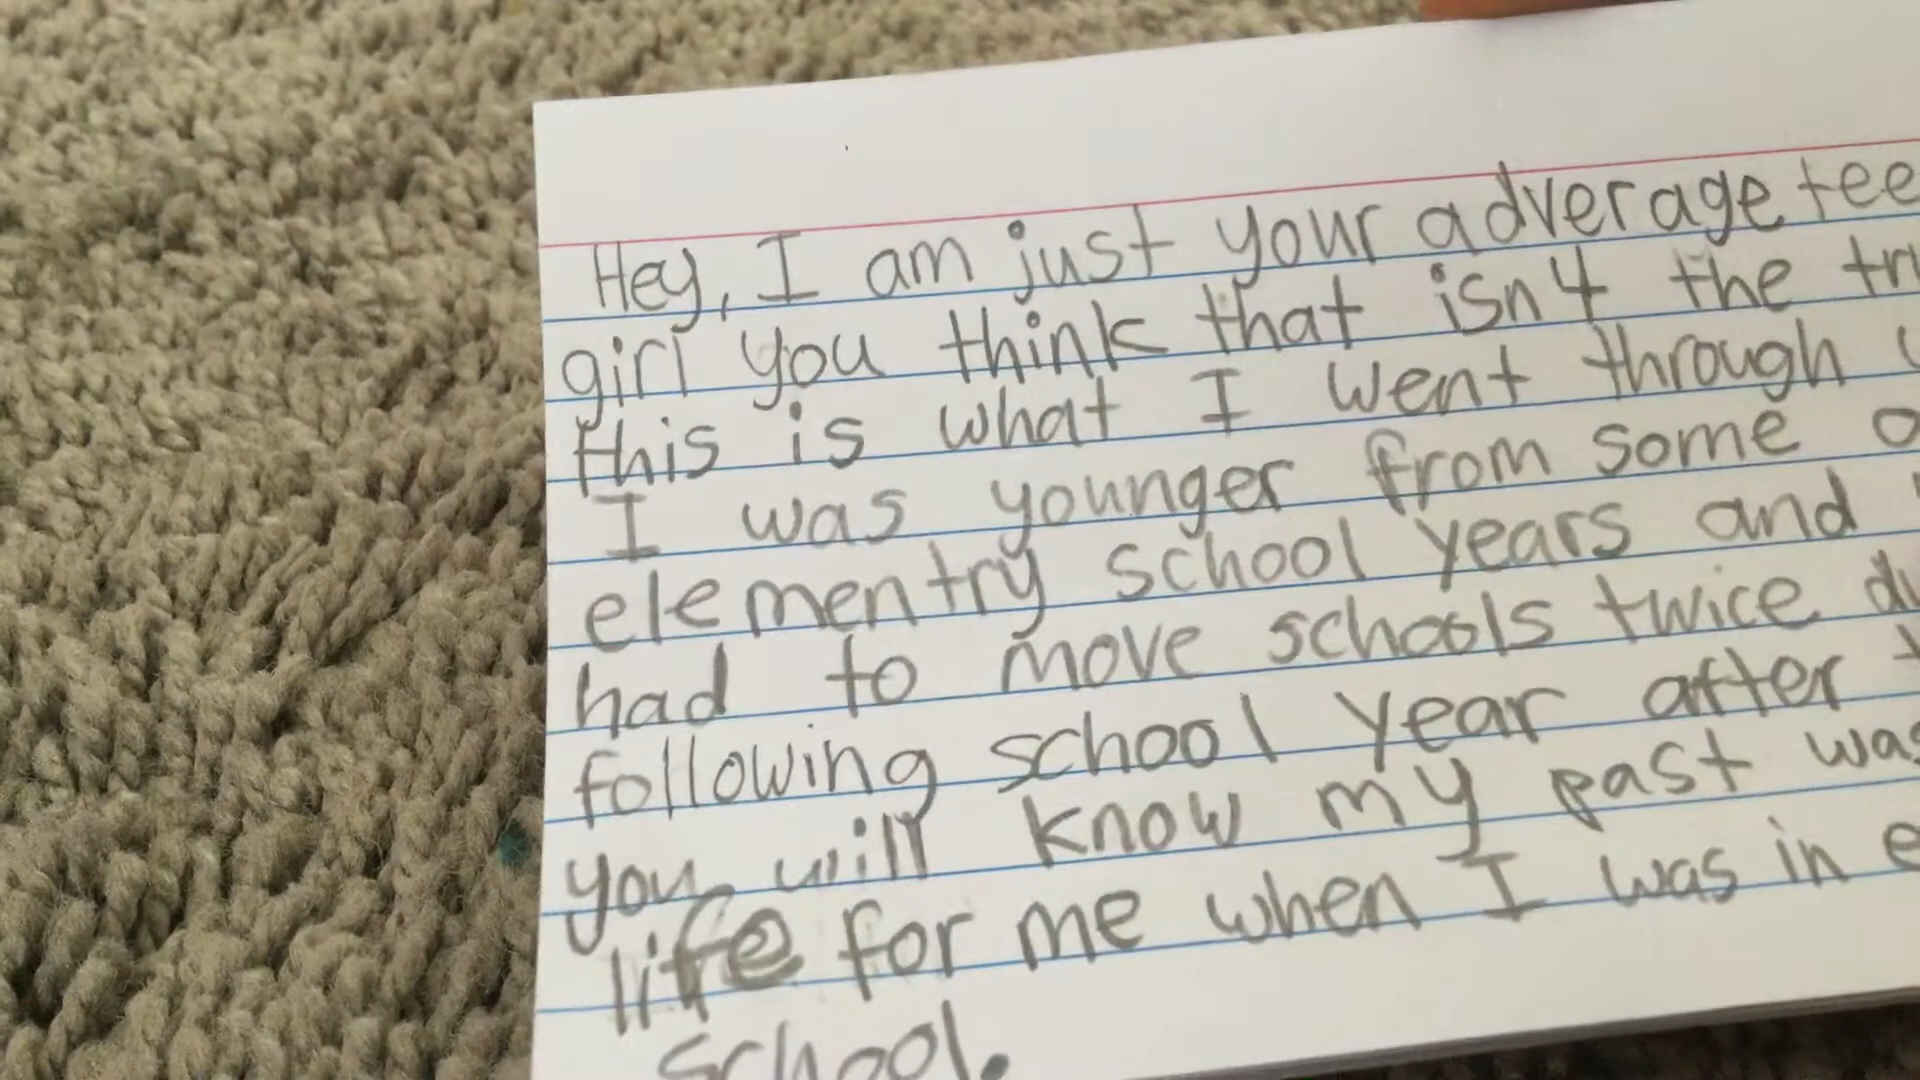 Hey, I am just your adverage tee
girl you think that isn't the tr
this is what I went through
I was younger from some o
elementry school years and
had to move schools twice du
following school year after t
you will know my past was
life for me when I was in e
school.